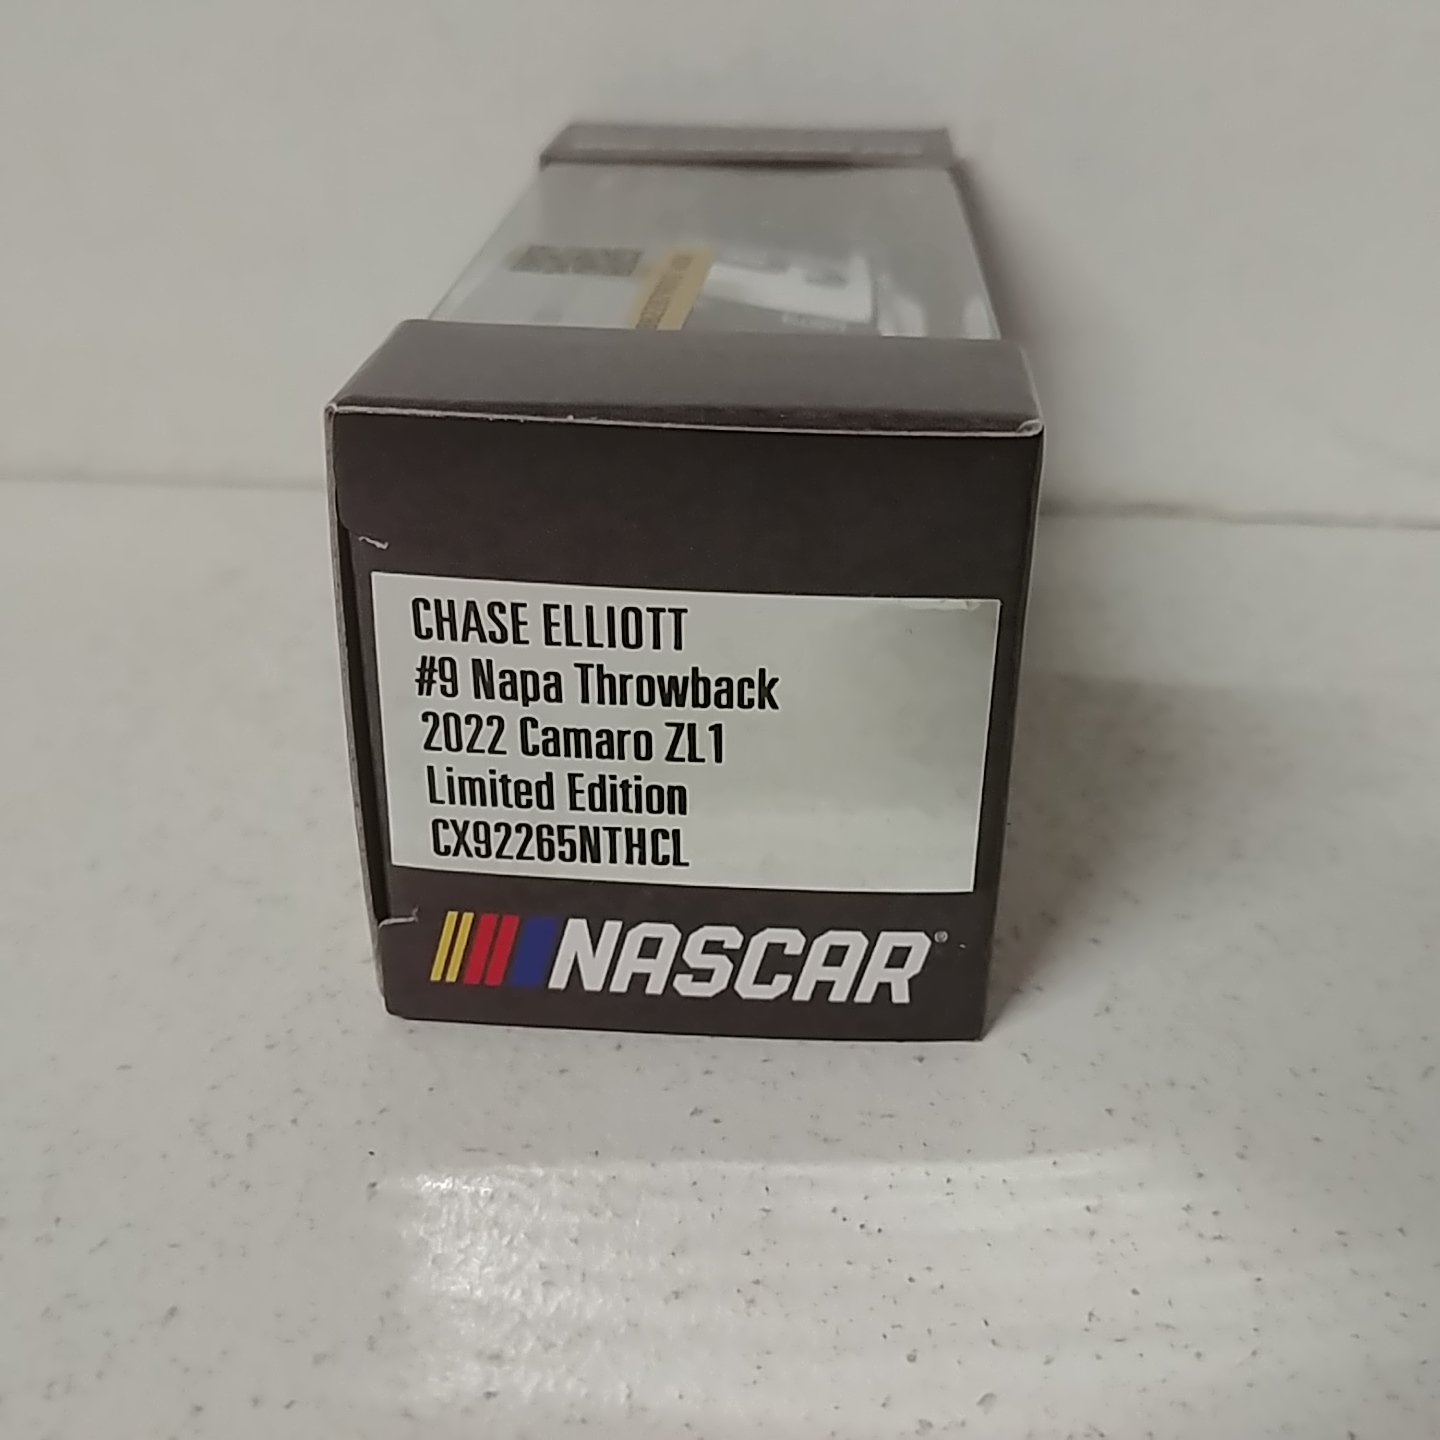 CHASE ELLIOTT
#9 Napa Throwback
2022 Camaro ZL1
Limited Edition
CX92265NTHCL
NASCAR®